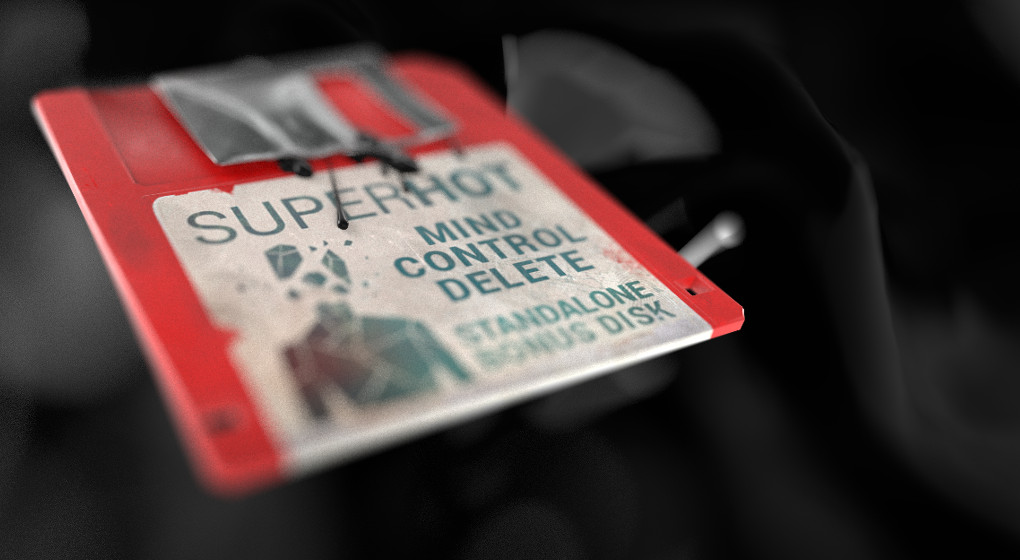 SUPERHOT
MIND
CONTROL
DELETE
STANDALONE
BONUS DISK